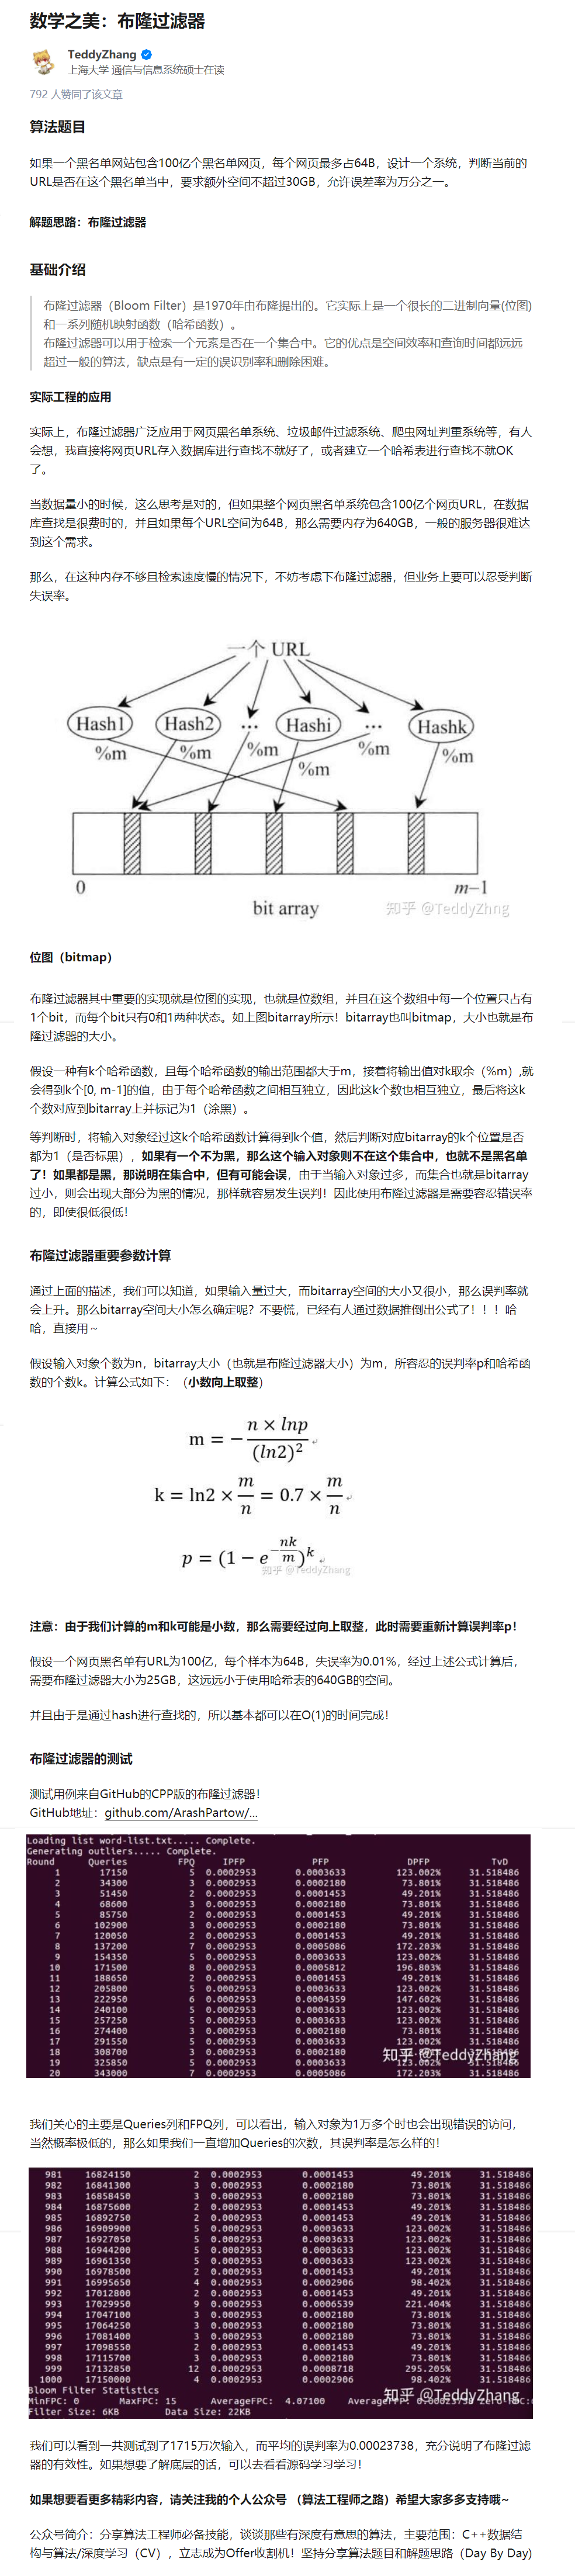 数学之美：布隆过滤器
TeddyZhang
上海大学 通信与信息系统硕士在读
792 人赞同了该文章
算法题目
如果一个黑名单网站包含100亿个黑名单网页，每个网页最多占64B，设计一个系统，判断当前的
URL是否在这个黑名单当中，要求额外空间不超过30GB，允许误差率为万分之一。
解题思路：布隆过滤器
基础介绍
布隆过滤器（Bloom Filter）是1970年由布隆提出的。它实际上是一个很长的二进制向量(位图)
和一系列随机映射函数（哈希函数）。
布隆过滤器可以用于检索一个元素是否在一个集合中。它的优点是空间效率和查询时间都远远
超过一般的算法，缺点是有一定的误识别率和删除困难。
实际工程的应用
实际上，布隆过滤器广泛应用于网页黑名单系统、垃圾邮件过滤系统、爬虫网址判重系统等，有人
会想，我直接将网页URL存入数据库进行查找不就好了，或者建立一个哈希表进行查找不就OK
了。
当数据量小的时候，这么思考是对的，但如果整个网页黑名单系统包含100亿个网页URL，在数据
库查找是很费时的，并且如果每个URL空间为64B，那么需要内存为640GB，一般的服务器很难达
到这个需求。
那么，在这种内存不够且检索速度慢的情况下，不妨考虑下布隆过滤器，但业务上要可以忍受判断
失误率。
一个 URL
Hash1 Hash2 ... Hashi ... Hashk
%m %m %m %m %m %m
0 m−1
bit array
知乎 @TeddyZhng
位图（bitmap）
布隆过滤器其中重要的实现就是位图的实现，也就是位数组，并且在这个数组中每一个位置只占有
1个bit，而每个bit只有0和1两种状态。如上图bitarray所示！bitarray也叫bitmap，大小也就是布
隆过滤器的大小。
假设一种有k个哈希函数，且每个哈希函数的输出范围都大于m，接着将输出值对k取余（%m）,就
会得到k个[0, m-1]的值，由于每个哈希函数之间相互独立，因此这k个数也相互独立，最后将这k
个数对应到bitarray上并标记为1（涂黑）。
等判断时，将输入对象经过这k个哈希函数计算得到k个值，然后判断对应bitarray的k个位置是否
都为1（是否标黑），如果有一个不为黑，那么这个输入对象则不在这个集合中，也就不是黑名单
了！如果都是黑，那说明在集合中，但有可能会误，由于当输入对象过多，而集合也就是bitarray
过小，则会出现大部分为黑的情况，那样就容易发生误判！因此使用布隆过滤器是需要容忍错误率
的，即使很低很低！
布隆过滤器重要参数计算
通过上面的描述，我们可以知道，如果输入量过大，而bitarray空间的大小又很小，那么误判率就
会上升。那么bitarray空间大小怎么确定呢？不要慌，已经有人通过数据推倒出公式了！！！哈
哈，直接用～
假设输入对象个数为n，bitarray大小（也就是布隆过滤器大小）为m，所容忍的误判率p和哈希函
数的个数k。计算公式如下：（小数向上取整）
m = − n × lnp / (ln2)²
k = ln2 × m/n = 0.7 × m/n
p = (1 − e^(−nk/m))^k
知乎 @TeddyZhang
注意：由于我们计算的m和k可能是小数，那么需要经过向上取整，此时需要重新计算误判率p！
假设一个网页黑名单有URL为100亿，每个样本为64B，失误率为0.01%，经过上述公式计算后，
需要布隆过滤器大小为25GB，这远远小于使用哈希表的640GB的空间。
并且由于是通过hash进行查找的，所以基本都可以在O(1)的时间完成！
布隆过滤器的测试
测试用例来自GitHub的CPP版的布隆过滤器！
GitHub地址：github.com/ArashPartow/...
Loading list word-list.txt..... Complete.
Generating outliers..... Complete.
Round Queries FPQ IPFP PFP DPFP TvD
1 17150 5 0.0002953 0.0003633 123.002% 31.518486
2 34300 3 0.0002953 0.0002180 73.801% 31.518486
3 51450 2 0.0002953 0.0001453 49.201% 31.518486
4 68600 3 0.0002953 0.0002180 73.801% 31.518486
5 85750 2 0.0002953 0.0001453 49.201% 31.518486
6 102900 3 0.0002953 0.0002180 73.801% 31.518486
7 120050 2 0.0002953 0.0001453 49.201% 31.518486
8 137200 7 0.0002953 0.0005086 172.203% 31.518486
9 154350 5 0.0002953 0.0003633 123.002% 31.518486
10 171500 8 0.0002953 0.0005812 196.803% 31.518486
11 188650 2 0.0002953 0.0001453 49.201% 31.518486
12 205800 5 0.0002953 0.0003633 123.002% 31.518486
13 222950 6 0.0002953 0.0004359 147.602% 31.518486
14 240100 5 0.0002953 0.0003633 123.002% 31.518486
15 257250 5 0.0002953 0.0003633 123.002% 31.518486
16 274400 3 0.0002953 0.0002180 73.801% 31.518486
17 291550 5 0.0002953 0.0003633 123.002% 31.518486
18 308700 3 0.0002953 0.0002180 31.518486
19 325850 5 0.0002953 0.0003633 123.002% 31.518486
20 343000 7 0.0002953 0.0005086 172.203% 31.518486
知乎 @TeddyZhang
我们关心的主要是Queries列和FPQ列，可以看出，输入对象为1万多个时也会出现错误的访问，
当然概率极低的，那么如果我们一直增加Queries的次数，其误判率是怎么样的！
981 16824150 2 0.0002953 0.0001453 49.201% 31.518486
982 16841300 3 0.0002953 0.0002180 73.801% 31.518486
983 16858450 3 0.0002953 0.0002180 73.801% 31.518486
984 16875600 2 0.0002953 0.0001453 49.201% 31.518486
985 16892750 2 0.0002953 0.0001453 49.201% 31.518486
986 16909900 5 0.0002953 0.0003633 123.002% 31.518486
987 16927050 5 0.0002953 0.0003633 123.002% 31.518486
988 16944200 5 0.0002953 0.0003633 123.002% 31.518486
989 16961350 5 0.0002953 0.0003633 123.002% 31.518486
990 16978500 2 0.0002953 0.0001453 49.201% 31.518486
991 16995650 4 0.0002953 0.0002906 98.402% 31.518486
992 17012800 2 0.0002953 0.0001453 49.201% 31.518486
993 17029950 9 0.0002953 0.0006539 221.404% 31.518486
994 17047100 3 0.0002953 0.0002180 73.801% 31.518486
995 17064250 3 0.0002953 0.0002180 73.801% 31.518486
996 17081400 3 0.0002953 0.0002180 73.801% 31.518486
997 17098550 2 0.0002953 0.0001453 49.201% 31.518486
998 17115700 3 0.0002953 0.0002180 73.801% 31.518486
999 17132850 12 0.0002953 0.0008718 295.205% 31.518486
1000 17150000 4 0.0002953 0.0002906 98.402% 31.518486
Bloom Filter Statistics
MinFPC: 0 MaxFPC: 15 AverageFPC: 4.07100
Filter Size: 6KB Data Size: 22KB
知乎 @TeddyZhang
我们可以看到一共测试到了1715万次输入，而平均的误判率为0.00023738，充分说明了布隆过滤
器的有效性。如果想要了解底层的话，可以去看看源码学习学习！
如果想要看更多精彩内容，请关注我的个人公众号 （算法工程师之路）希望大家多多支持哦~
公众号简介：分享算法工程师必备技能，谈谈那些有深度有意思的算法，主要范围：C++数据结
构与算法/深度学习（CV），立志成为Offer收割机！坚持分享算法题目和解题思路（Day By Day)